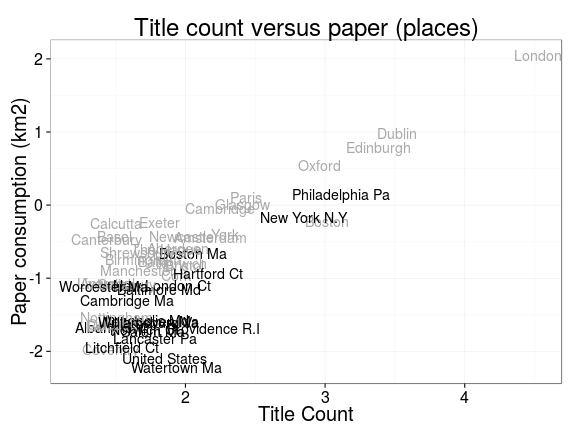 Title count versus paper (places)
Paper consumption (km2)
2
1
0
-1
-2
London
Dublin
Edinburgh
Oxford
Philadelphia Pa
Paris
Glasgow
Cambridge
New York N.Y
Boston
Calcutta
Exeter
York
Basel
Canterbury
Amsterdam
Aberdeen
Boston Ma
Manchester
Hartford Ct
Worcester Ma
New London Ct
Baltimore Md
Cambridge Ma
Nottingham
Providence R.I
Lancaster Pa
Litchfield Ct
United States
Watertown Ma
2
3
4
Title Count